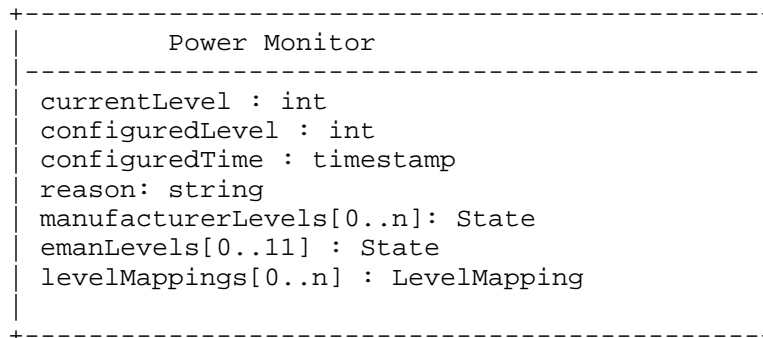 +----------------------------------------------
|         Power Monitor
|----------------------------------------------
| currentLevel : int
| configuredLevel : int
| configuredTime : timestamp
| reason: string
| manufacturerLevels[0..n]: State
| emanLevels[0..11] : State
| levelMappings[0..n] : LevelMapping
|
+----------------------------------------------